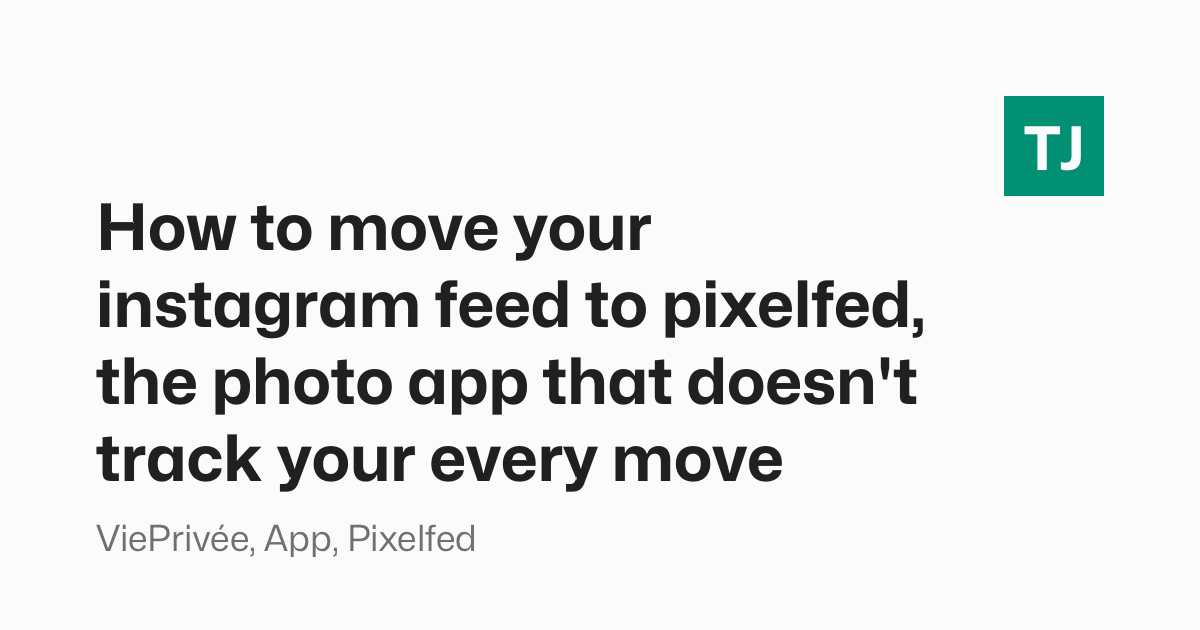 TJ
How to move your
instagram feed to pixelfed,
the photo app that doesn't
track your every move
ViePrivée, App, Pixelfed